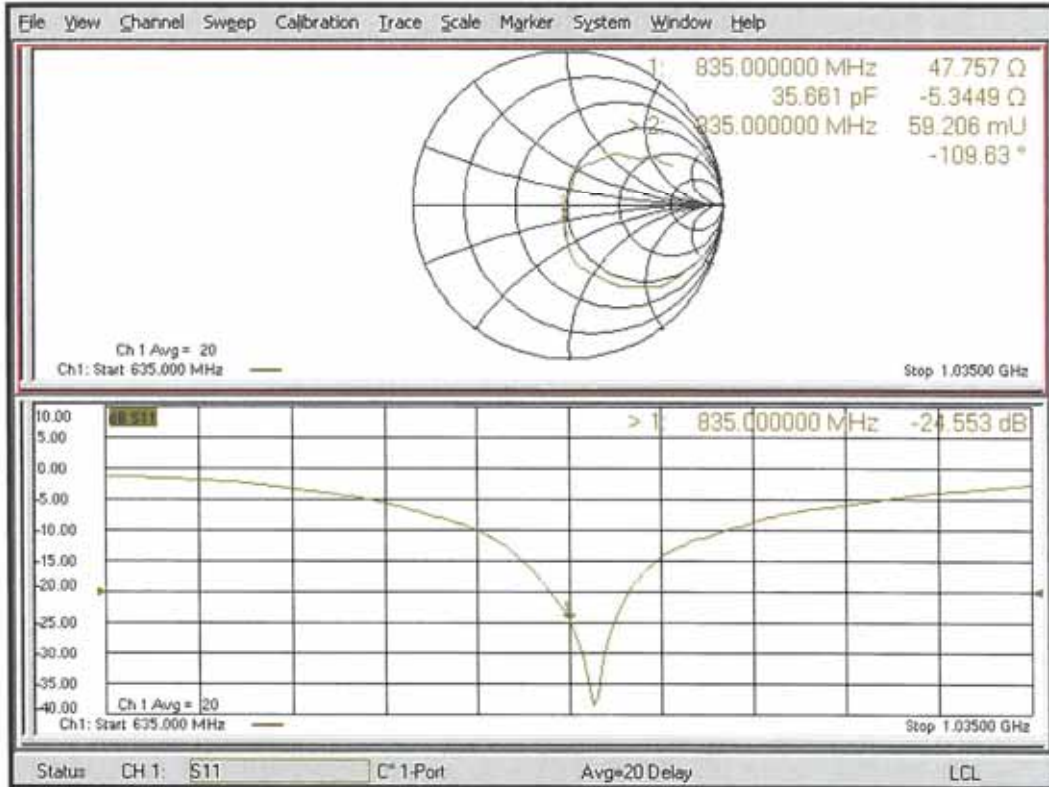 File View Channel Sweep Calibration Trace Scale Marker System Window Help
1: 835.000000 MHz 47.757 Ω
35.661 pF -5.3449 Ω
> 2: 835.000000 MHz 59.206 mU
-109.63 °
Ch 1 Avg = 20
Ch1: Start 635.000 MHz
Stop 1.03500 GHz
10.00
dB S11
> 1: 835.000000 MHz -24.553 dB
5.00
0.00
-5.00
-10.00
-15.00
-20.00
-25.00
-30.00
-35.00
-40.00
Ch 1 Avg = 20
Ch1: Start 635.000 MHz
Stop 1.03500 GHz
Status CH 1: S11 C* 1-Port Avg=20 Delay LCL